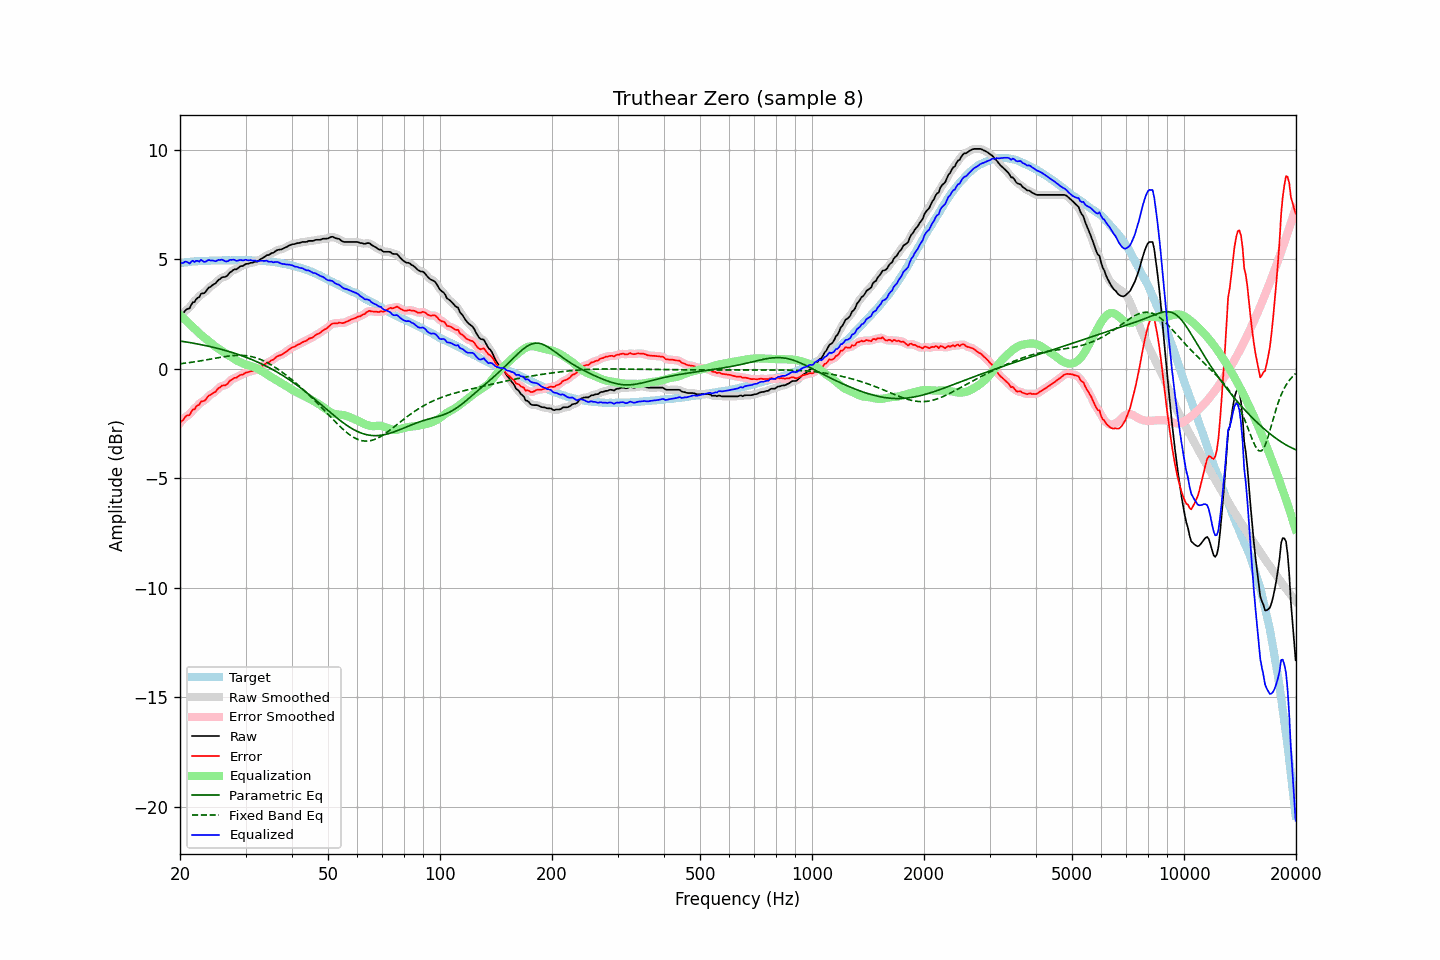 Truthear Zero (sample 8)
10
5
0
−5
−10
−15
−20
Amplitude (dBr)
Target
Raw Smoothed
Error Smoothed
Raw
Error
Equalization
Parametric Eq
Fixed Band Eq
Equalized
20 50 100 200 500 1000 2000 5000 10000 20000
Frequency (Hz)